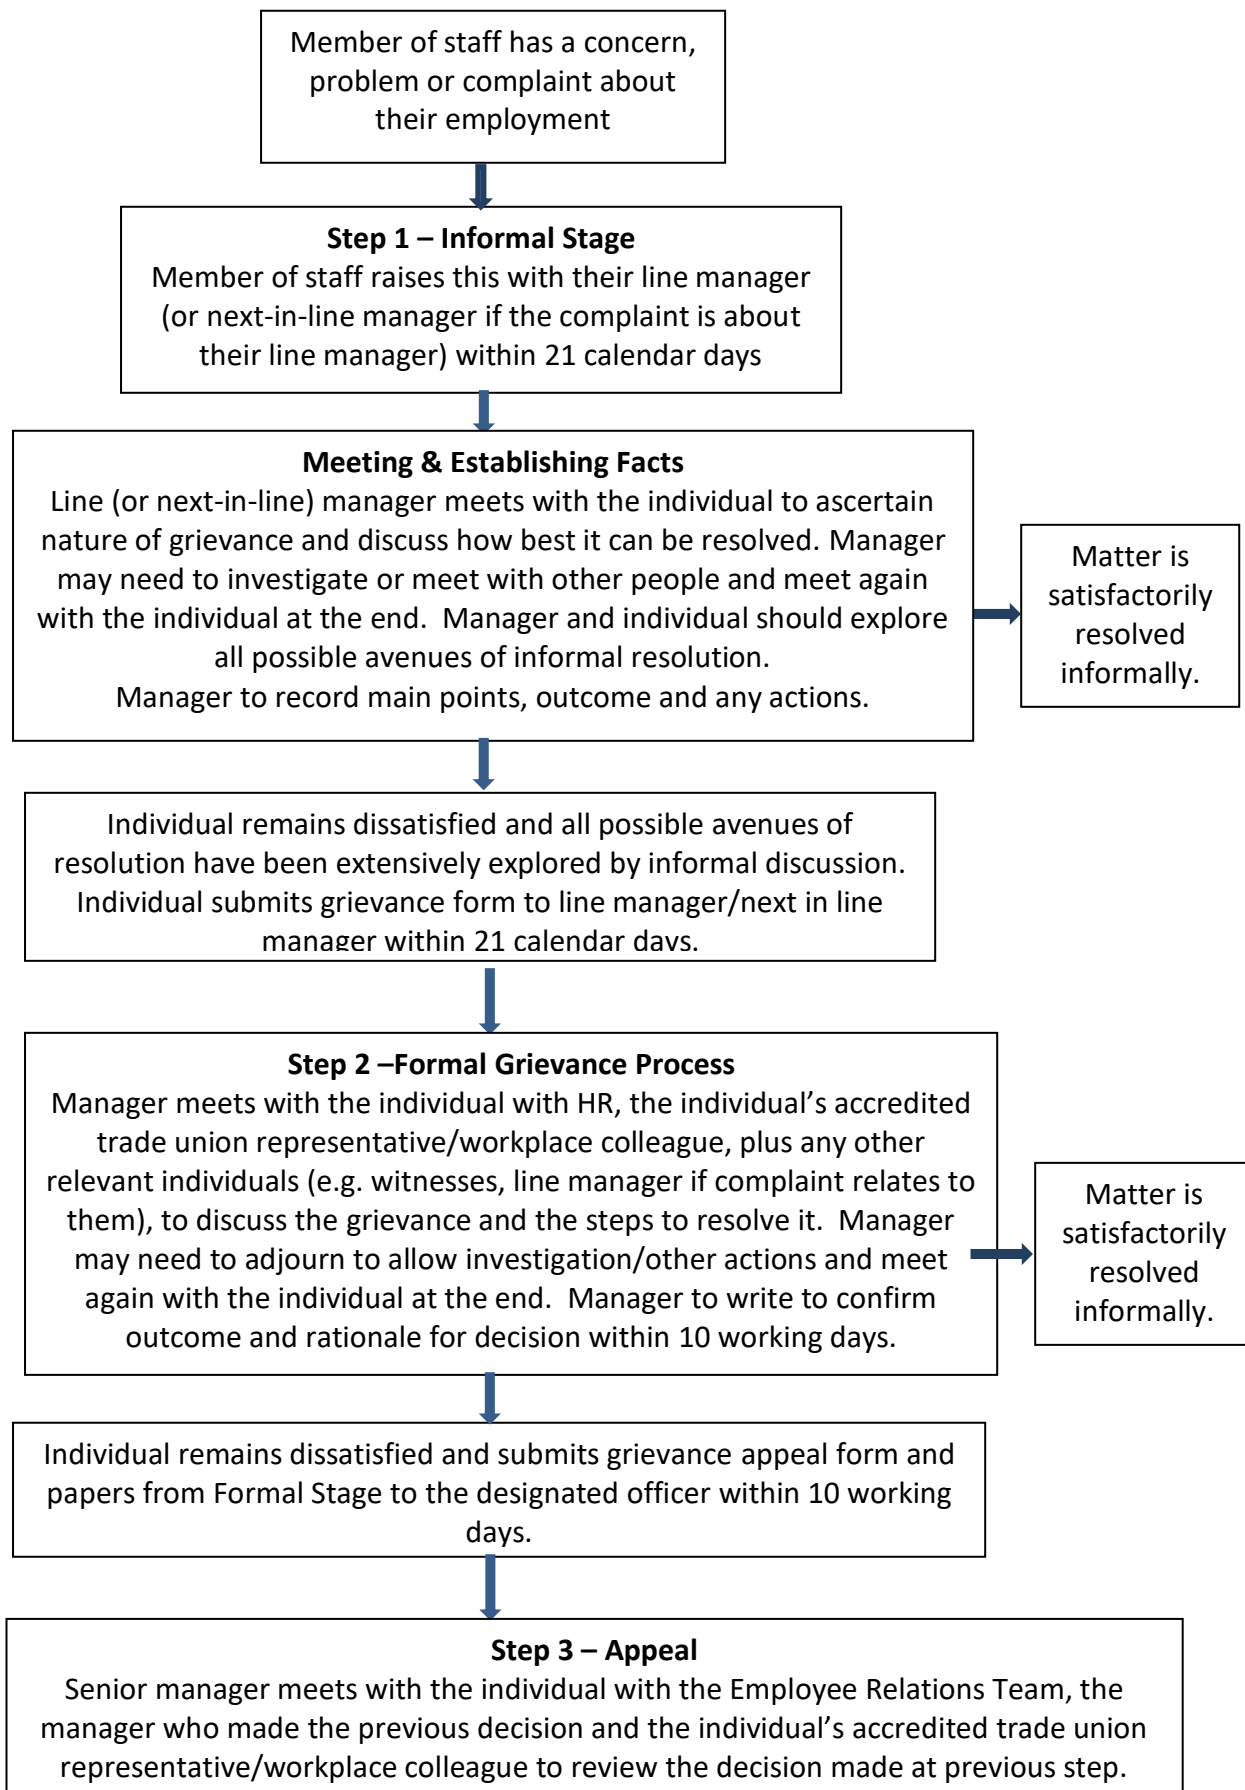 Member of staff has a concern,
problem or complaint about
their employment
Step 1 – Informal Stage
Member of staff raises this with their line manager
(or next-in-line manager if the complaint is about
their line manager) within 21 calendar days
Meeting & Establishing Facts
Line (or next-in-line) manager meets with the individual to ascertain
nature of grievance and discuss how best it can be resolved. Manager
may need to investigate or meet with other people and meet again
with the individual at the end.  Manager and individual should explore
all possible avenues of informal resolution.
Manager to record main points, outcome and any actions.
Matter is
satisfactorily
resolved
informally.
Individual remains dissatisfied and all possible avenues of
resolution have been extensively explored by informal discussion.
Individual submits grievance form to line manager/next in line
manager within 21 calendar days.
Step 2 –Formal Grievance Process
Manager meets with the individual with HR, the individual’s accredited
trade union representative/workplace colleague, plus any other
relevant individuals (e.g. witnesses, line manager if complaint relates to
them), to discuss the grievance and the steps to resolve it.  Manager
may need to adjourn to allow investigation/other actions and meet
again with the individual at the end.  Manager to write to confirm
outcome and rationale for decision within 10 working days.
Matter is
satisfactorily
resolved
informally.
Individual remains dissatisfied and submits grievance appeal form and
papers from Formal Stage to the designated officer within 10 working
days.
Step 3 – Appeal
Senior manager meets with the individual with the Employee Relations Team, the
manager who made the previous decision and the individual’s accredited trade union
representative/workplace colleague to review the decision made at previous step.